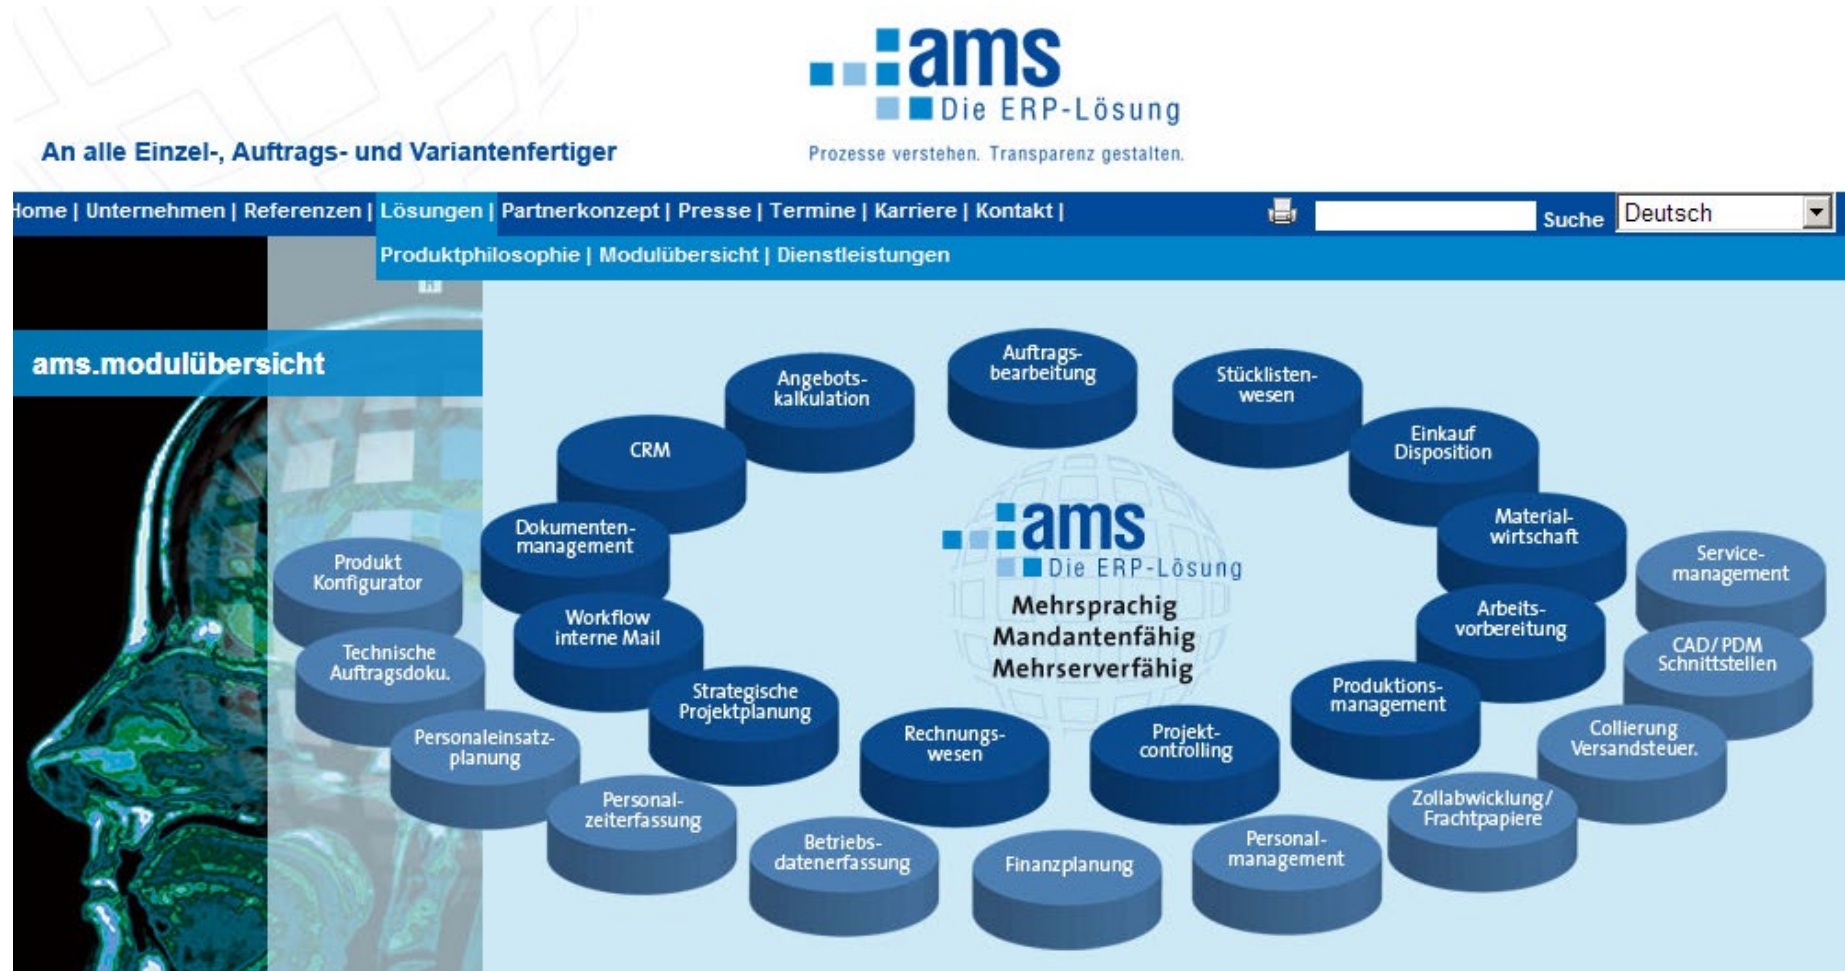 ams
Die ERP-Lösung
An alle Einzel-, Auftrags- und Variantenfertiger
Prozesse verstehen. Transparenz gestalten.
Home | Unternehmen | Referenzen | Lösungen | Partnerkonzept | Presse | Termine | Karriere | Kontakt |
Suche
Deutsch
Produktphilosophie | Modulübersicht | Dienstleistungen
ams.modulübersicht
Auftrags-
bearbeitung
Angebots-
kalkulation
Stücklisten-
wesen
CRM
Einkauf
Disposition
Dokumenten-
management
Material-
wirtschaft
Produkt
Konfigurator
Service-
management
ams
Die ERP-Lösung
Mehrsprachig
Mandantenfähig
Mehrserverfähig
Workflow
interne Mail
Arbeits-
vorbereitung
Technische
Auftragsdoku.
CAD/PDM
Schnittstellen
Strategische
Projektplanung
Produktions-
management
Personaleinsatz-
planung
Rechnungs-
wesen
Projekt-
controlling
Collierung
Versandsteuer.
Personal-
zeiterfassung
Zollabwicklung/
Frachtpapiere
Betriebs-
datenerfassung
Finanzplanung
Personal-
management